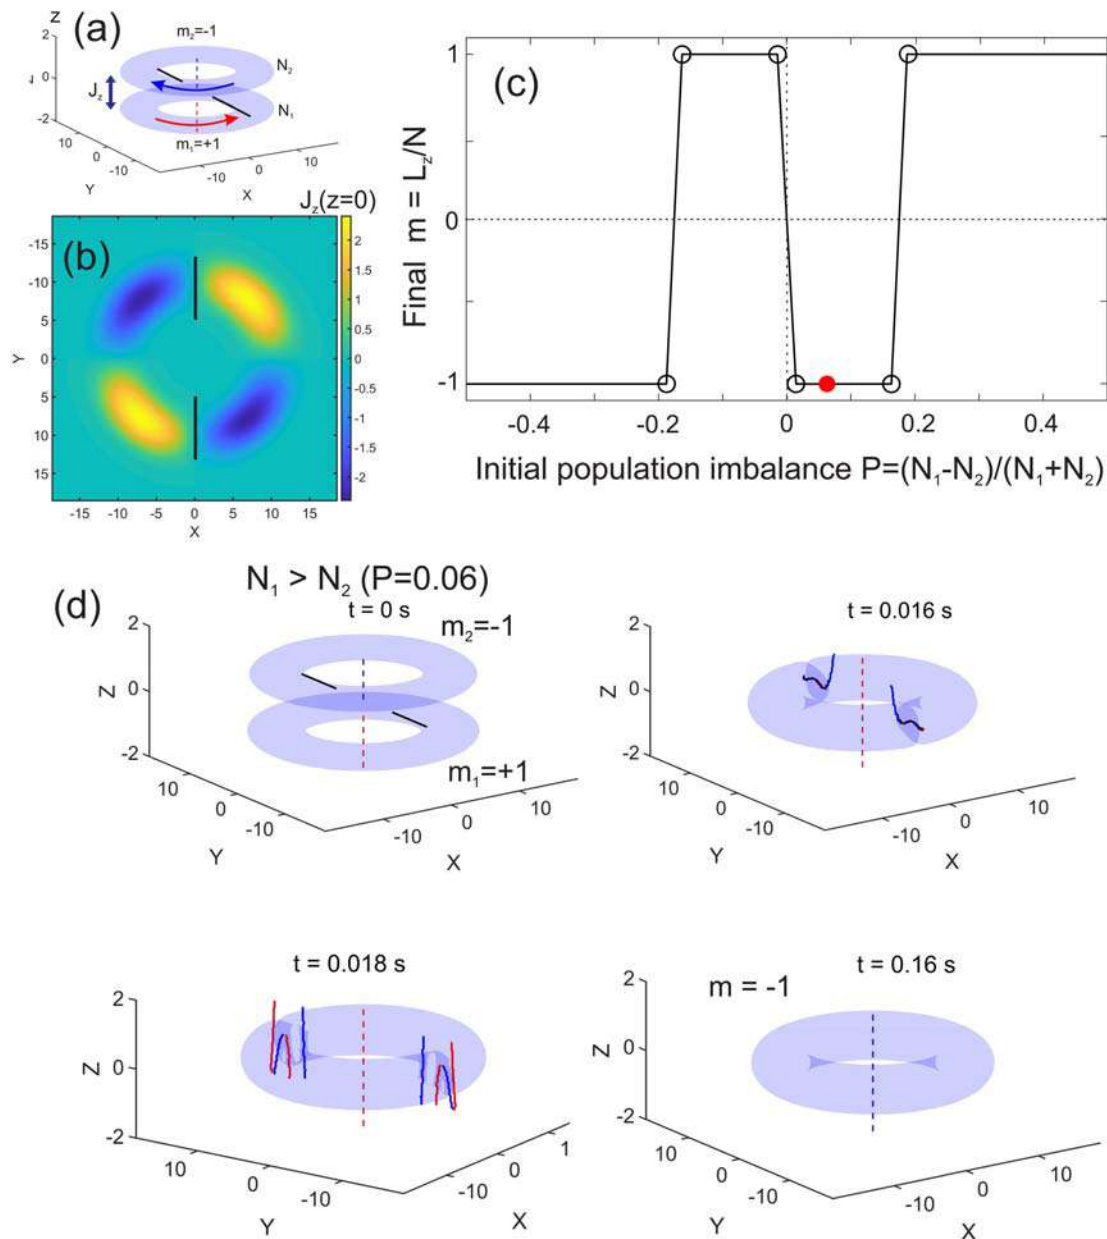 (a)
Z
2
0
-2
m₂=-1
N₂
J_z
N₁
m₁=+1
10
0
-10
Y
-10
0
10
X
(b)
J_z(z=0)
-15
-10
5
0
5
10
15
Y
-15
-10
-5
0
5
10
15
X
2
1.5
1
0.5
0
-0.5
-1
-1.5
-2
(c)
1
0
-1
Final m = L_z/N
-0.4
-0.2
0
0.2
0.4
Initial population imbalance P=(N₁-N₂)/(N₁+N₂)
(d)
N₁ > N₂ (P=0.06)
t = 0 s
m₂=-1
m₁=+1
2
0
-2
Z
10
0
-10
Y
-10
0
10
X
t = 0.016 s
2
0
-2
Z
10
0
-10
Y
-10
0
10
X
t = 0.018 s
2
0
-2
Z
10
0
-10
Y
-10
0
1
X
t = 0.16 s
m = -1
2
0
-2
Z
10
0
-10
Y
-10
0
10
X